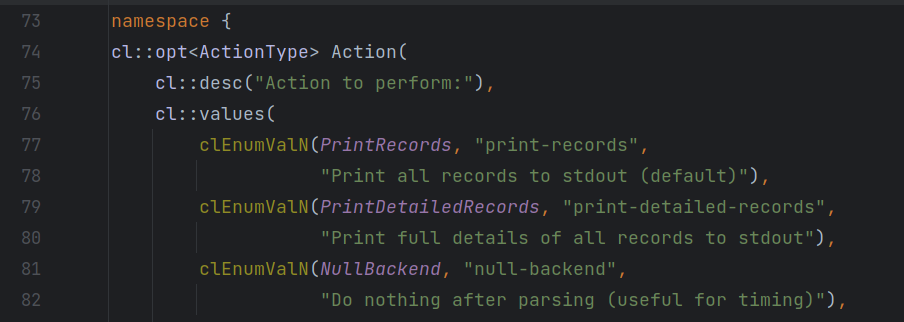 73 namespace {
74 cl::opt<ActionType> Action(
75 cl::desc("Action to perform:"),
76 cl::values(
77 clEnumValN(PrintRecords, "print-records",
78 "Print all records to stdout (default)"),
79 clEnumValN(PrintDetailedRecords, "print-detailed-records",
80 "Print full details of all records to stdout"),
81 clEnumValN(NullBackend, "null-backend",
82 "Do nothing after parsing (useful for timing)"),